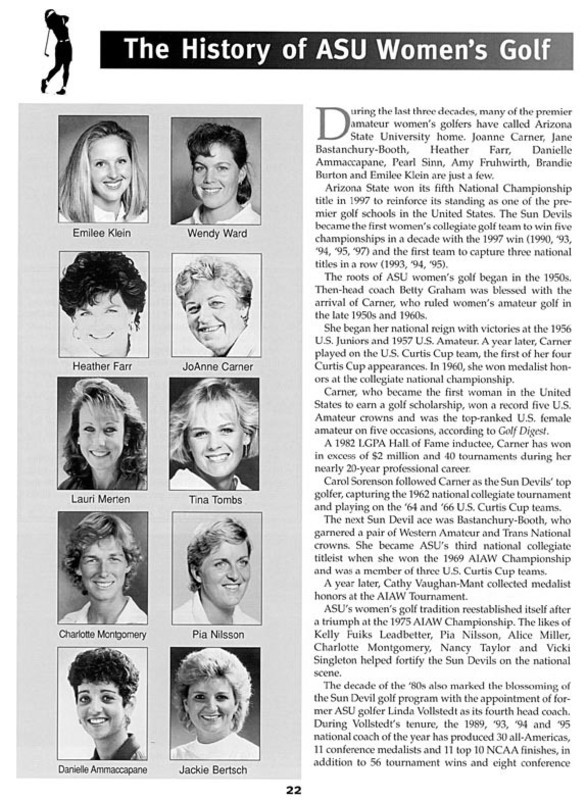 The History of ASU Women's Golf
Emilee Klein
Wendy Ward
Heather Farr
JoAnne Carner
Lauri Merten
Tina Tombs
Charlotte Montgomery
Pia Nilsson
Danielle Ammaccapane
Jackie Bertsch
During the last three decades, many of the premier
amateur women's golfers have called Arizona
State University home. Joanne Carner, Jane
Bastanchury-Booth, Heather Farr, Danielle
Ammaccapane, Pearl Sinn, Amy Fruhwirth, Brandie
Burton and Emilee Klein are just a few.
Arizona State won its fifth National Championship
title in 1997 to reinforce its standing as one of the pre-
mier golf schools in the United States. The Sun Devils
became the first women's collegiate golf team to win five
championships in a decade with the 1997 win (1990, '93,
'94, '95, '97) and the first team to capture three national
titles in a row (1993, '94, '95).
The roots of ASU women's golf began in the 1950s.
Then-head coach Betty Graham was blessed with the
arrival of Carner, who ruled women's amateur golf in
the late 1950s and 1960s.
She began her national reign with victories at the 1956
U.S. Juniors and 1957 U.S. Amateur. A year later, Carner
played on the U.S. Curtis Cup team, the first of her four
Curtis Cup appearances. In 1960, she won medalist hon-
ors at the collegiate national championship.
Carner, who became the first woman in the United
States to earn a golf scholarship, won a record five U.S.
Amateur crowns and was the top-ranked U.S. female
amateur on five occasions, according to Golf Digest.
A 1982 LGPA Hall of Fame inductee, Carner has won
in excess of $2 million and 40 tournaments during her
nearly 20-year professional career.
Carol Sorenson followed Carner as the Sun Devils' top
golfer, capturing the 1962 national collegiate tournament
and playing on the '64 and '66 U.S. Curtis Cup teams.
The next Sun Devil ace was Bastanchury-Booth, who
garnered a pair of Western Amateur and Trans National
crowns. She became ASU's third national collegiate
titleist when she won the 1969 AIAW Championship
and was a member of three U.S. Curtis Cup teams.
A year later, Cathy Vaughan-Mant collected medalist
honors at the AIAW Tournament.
ASU's women's golf tradition reestablished itself after
a triumph at the 1975 AIAW Championship. The likes of
Kelly Fuiks Leadbetter, Pia Nilsson, Alice Miller,
Charlotte Montgomery, Nancy Taylor and Vicki
Singleton helped fortify the Sun Devils on the national
scene.
The decade of the '80s also marked the blossoming of
the Sun Devil golf program with the appointment of for-
mer ASU golfer Linda Vollstedt as its fourth head coach.
During Vollstedt's tenure, the 1989, '93, '94 and '95
national coach of the year has produced 30 all-Americas,
11 conference medalists and 11 top 10 NCAA finishes, in
addition to 56 tournament wins and eight conference
22